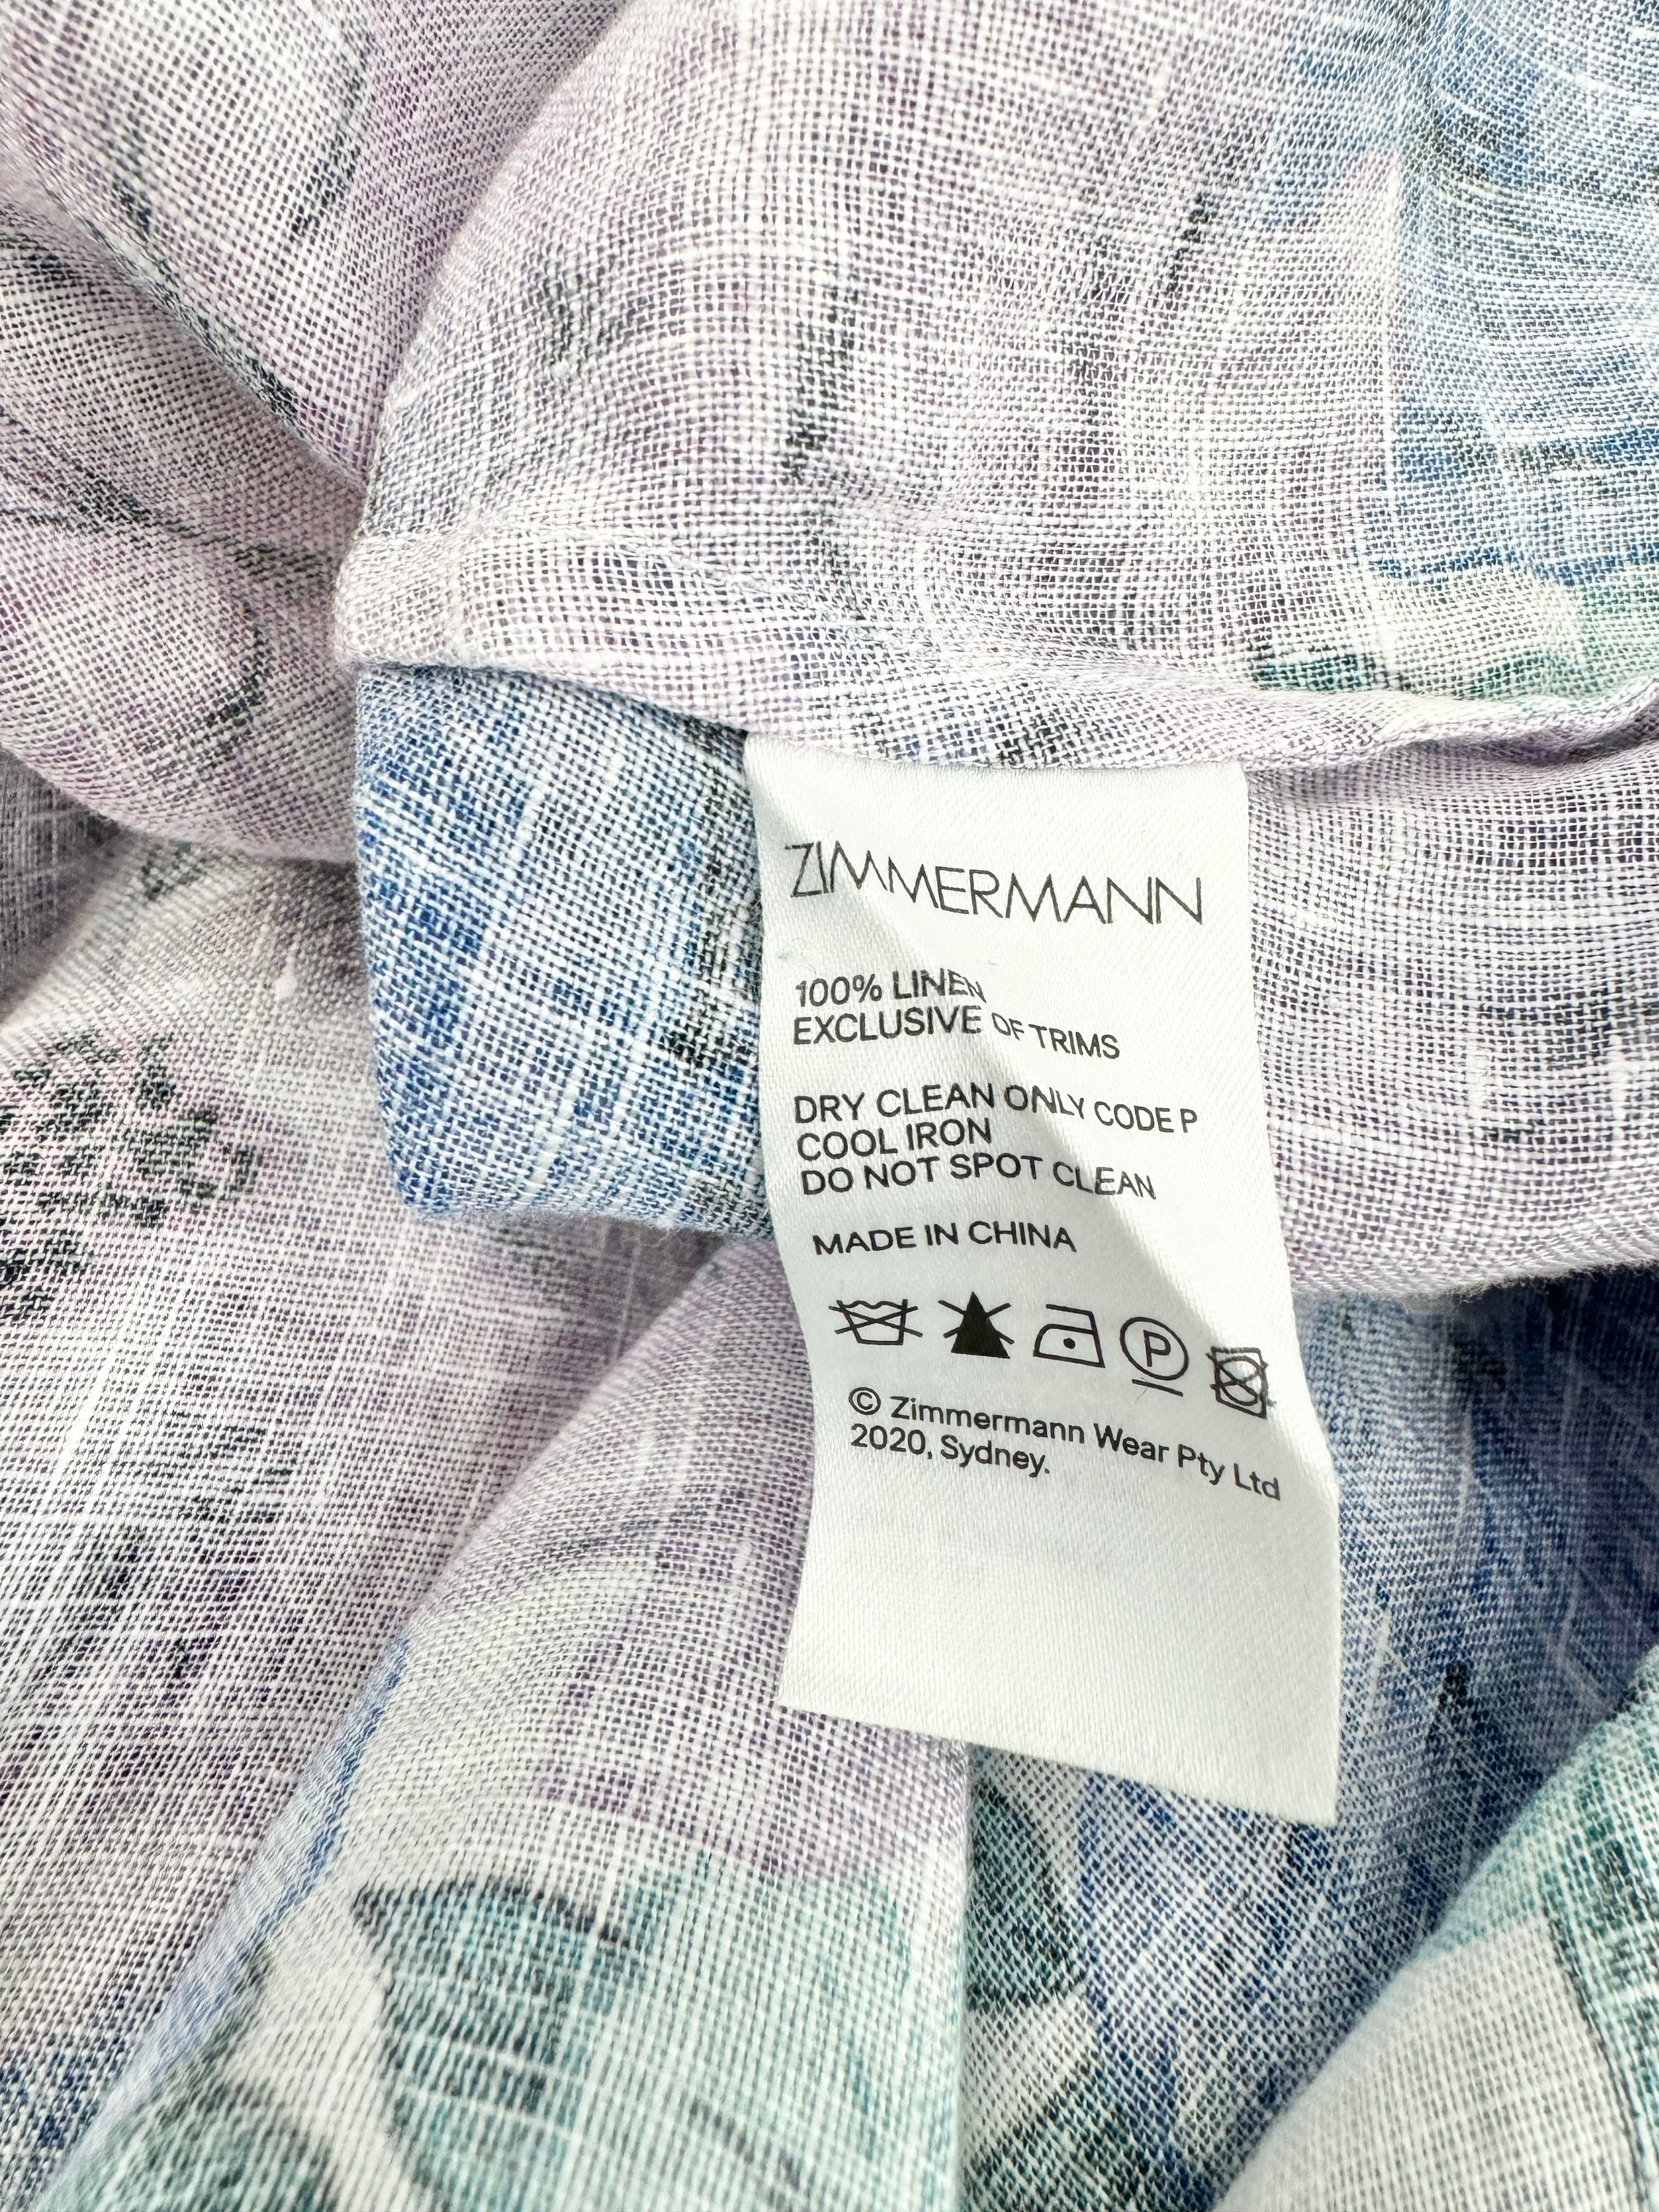 ZIMMERMANN
100% LINEN
EXCLUSIVE OF TRIMS
DRY CLEAN ONLY CODE P
COOL IRON
DO NOT SPOT CLEAN
MADE IN CHINA
P
© Zimmermann Wear Pty Ltd
2020, Sydney.